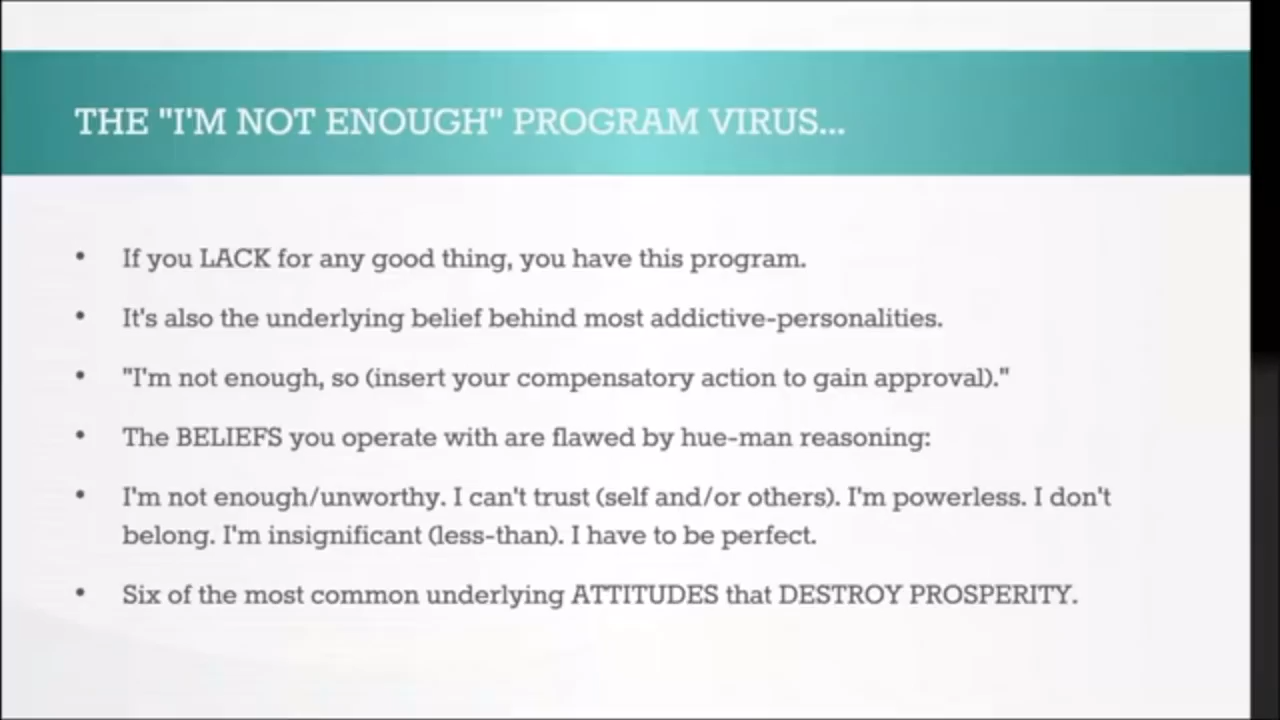 THE "I'M NOT ENOUGH" PROGRAM VIRUS...
• If you LACK for any good thing, you have this program.
• It's also the underlying belief behind most addictive-personalities.
• "I'm not enough, so (insert your compensatory action to gain approval)."
• The BELIEFS you operate with are flawed by hue-man reasoning:
• I'm not enough/unworthy. I can't trust (self and/or others). I'm powerless. I don't
belong. I'm insignificant (less-than). I have to be perfect.
• Six of the most common underlying ATTITUDES that DESTROY PROSPERITY.